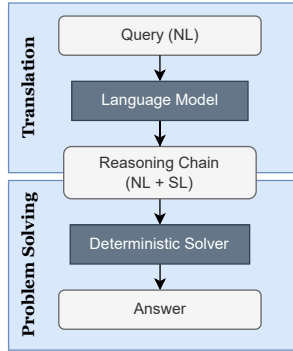 Translation
Query (NL)
Language Model
Reasoning Chain
(NL + SL)
Problem Solving
Deterministic Solver
Answer